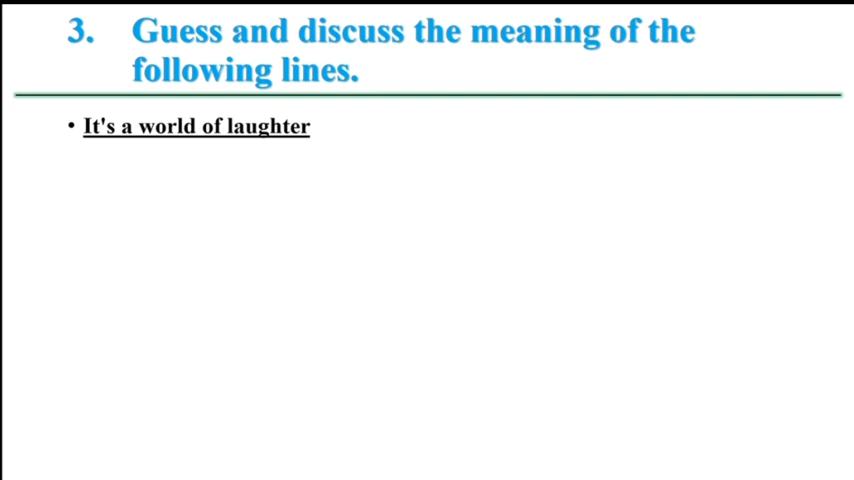 3. Guess and discuss the meaning of the
following lines.
• It's a world of laughter